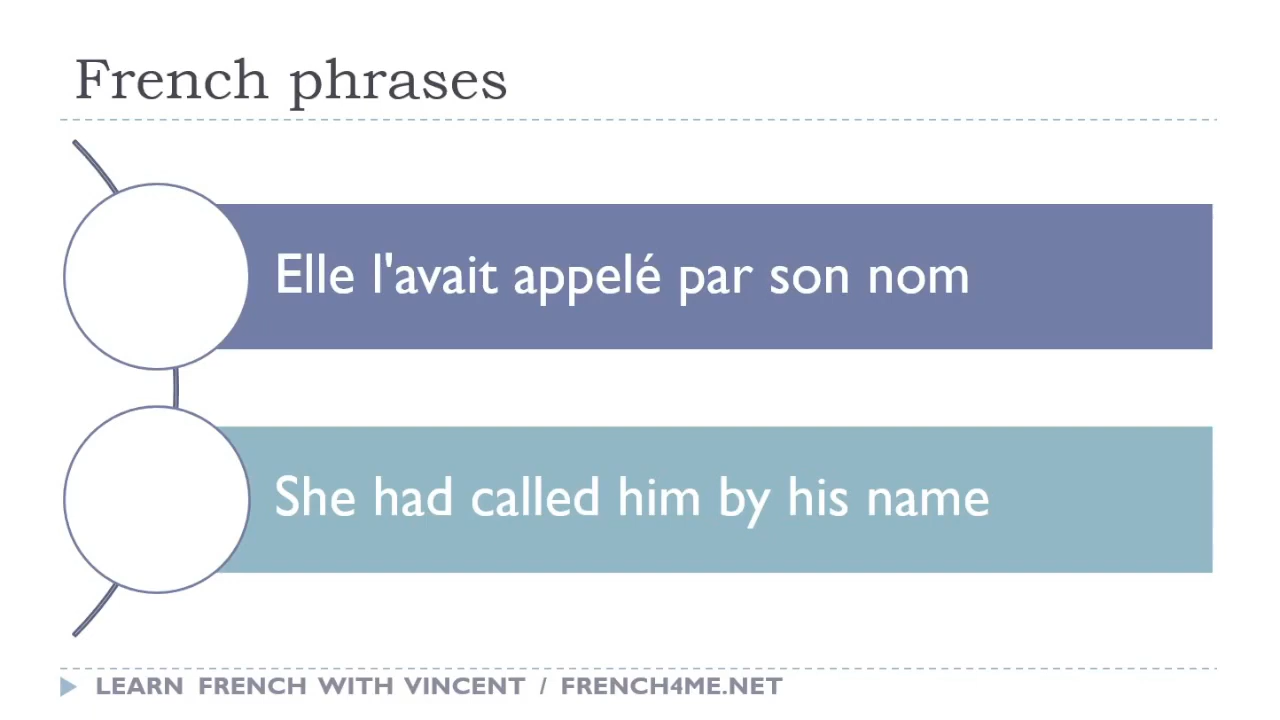 French phrases
Elle l'avait appelé par son nom
She had called him by his name
LEARN FRENCH WITH VINCENT / FRENCH4ME.NET